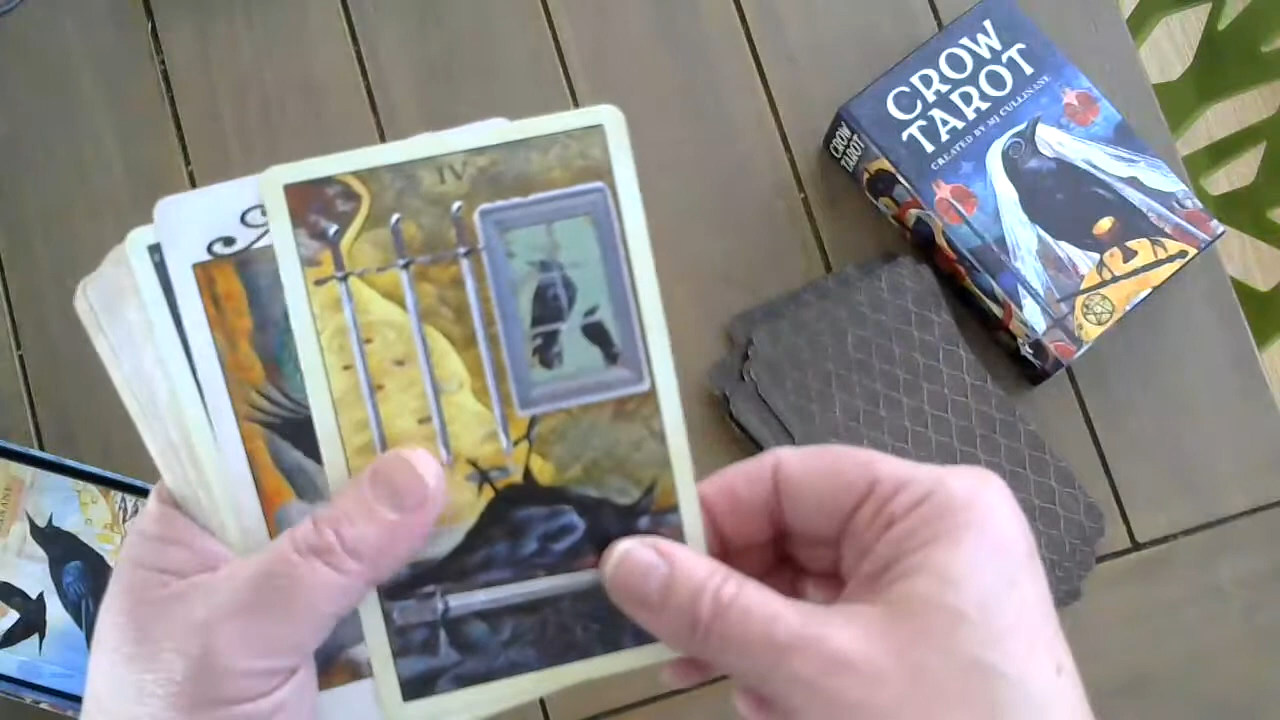 IV
CROW
TAROT
CREATED BY MJ CULLINANE
CROW
TAROT